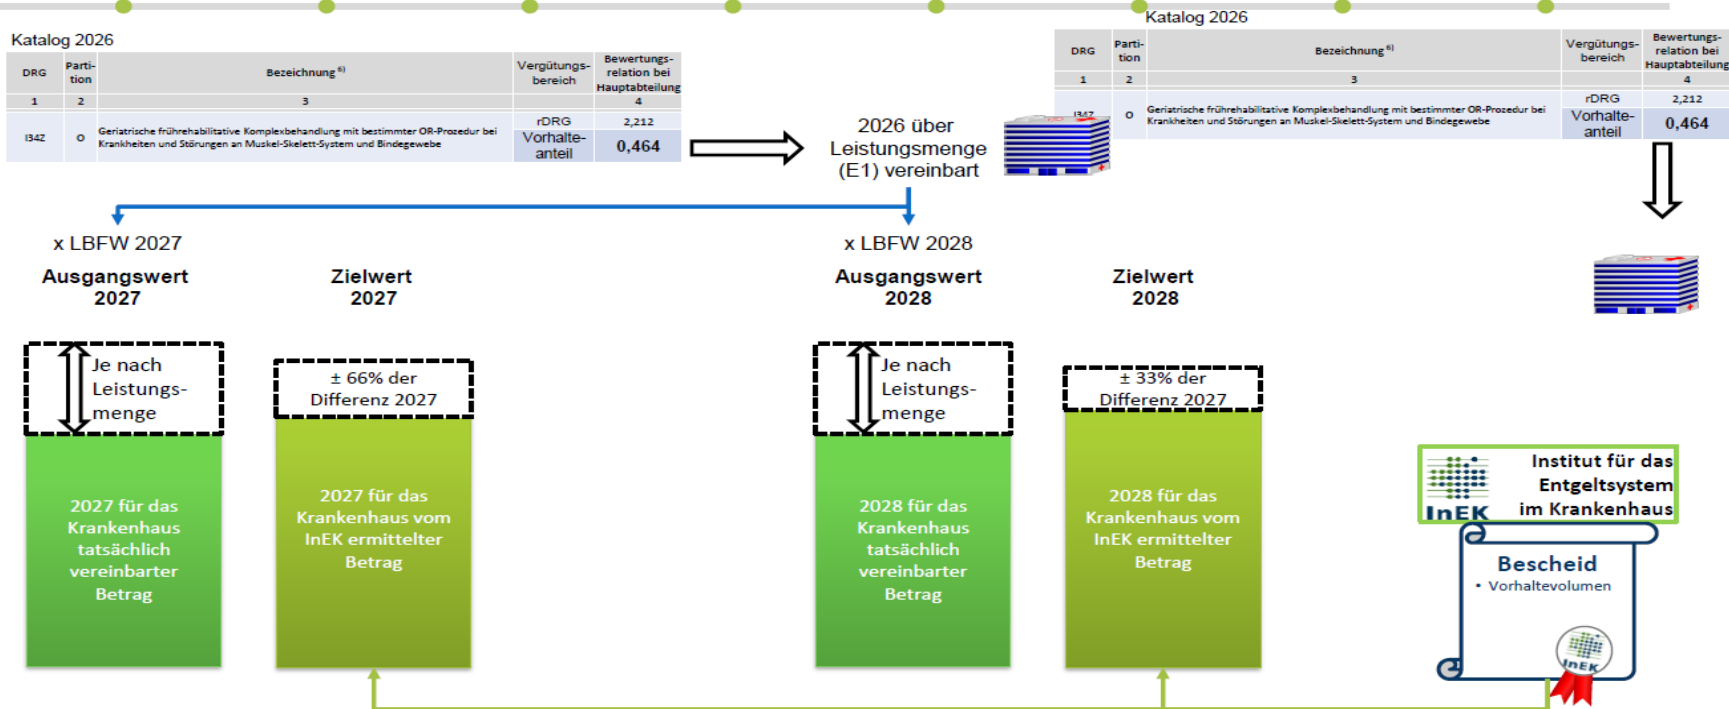 Katalog 2026
DRG
Parti-
tion
Bezeichnung 6)
Vergütungs-
bereich
Bewertungs-
relation bei
Hauptabteilung
1
2
3
4
I34Z
O
Geriatrische frührehabilitative Komplexbehandlung mit bestimmter OR-Prozedur bei
Krankheiten und Störungen an Muskel-Skelett-System und Bindegewebe
rDRG
2,212
Vorhalte-
anteil
0,464
2026 über
Leistungsmenge
(E1) vereinbart
Katalog 2026
DRG
Parti-
tion
Bezeichnung 6)
Vergütungs-
bereich
Bewertungs-
relation bei
Hauptabteilung
1
2
3
4
I34Z
O
Geriatrische frührehabilitative Komplexbehandlung mit bestimmter OR-Prozedur bei
Krankheiten und Störungen an Muskel-Skelett-System und Bindegewebe
rDRG
2,212
Vorhalte-
anteil
0,464
x LBFW 2027
Ausgangswert
2027
Zielwert
2027
x LBFW 2028
Ausgangswert
2028
Zielwert
2028
Je nach
Leistungs-
menge
2027 für das
Krankenhaus
tatsächlich
vereinbarter
Betrag
± 66% der
Differenz 2027
2027 für das
Krankenhaus vom
InEK ermittelter
Betrag
Je nach
Leistungs-
menge
2028 für das
Krankenhaus
tatsächlich
vereinbarter
Betrag
± 33% der
Differenz 2027
2028 für das
Krankenhaus vom
InEK ermittelter
Betrag
InEK
Institut für das
Entgeltsystem
im Krankenhaus
Bescheid
• Vorhaltevolumen
InEK